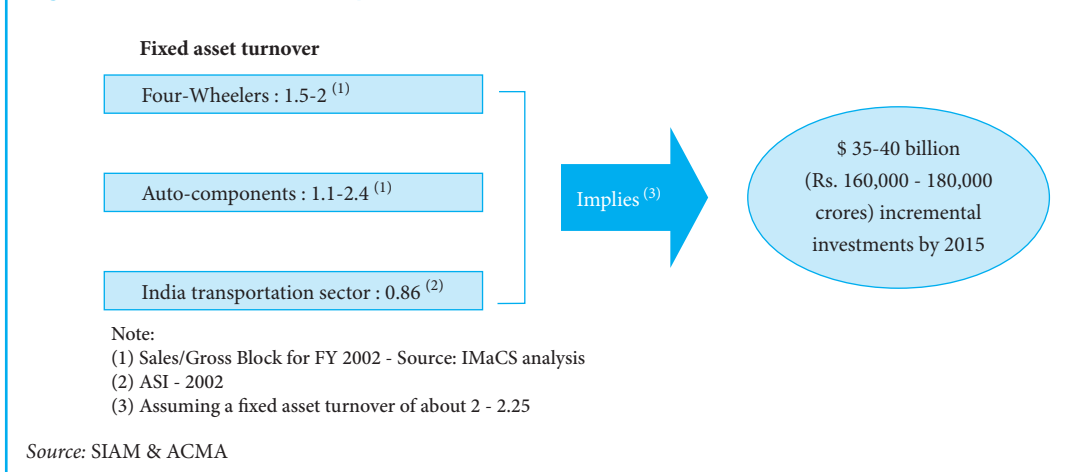 Fixed asset turnover
Four-Wheelers : 1.5-2 (1)
Auto-components : 1.1-2.4 (1)
India transportation sector : 0.86 (2)
Implies (3)
$ 35-40 billion
(Rs. 160,000 - 180,000
crores) incremental
investments by 2015
Note:
(1) Sales/Gross Block for FY 2002 - Source: IMaCS analysis
(2) ASI - 2002
(3) Assuming a fixed asset turnover of about 2 - 2.25
Source: SIAM & ACMA